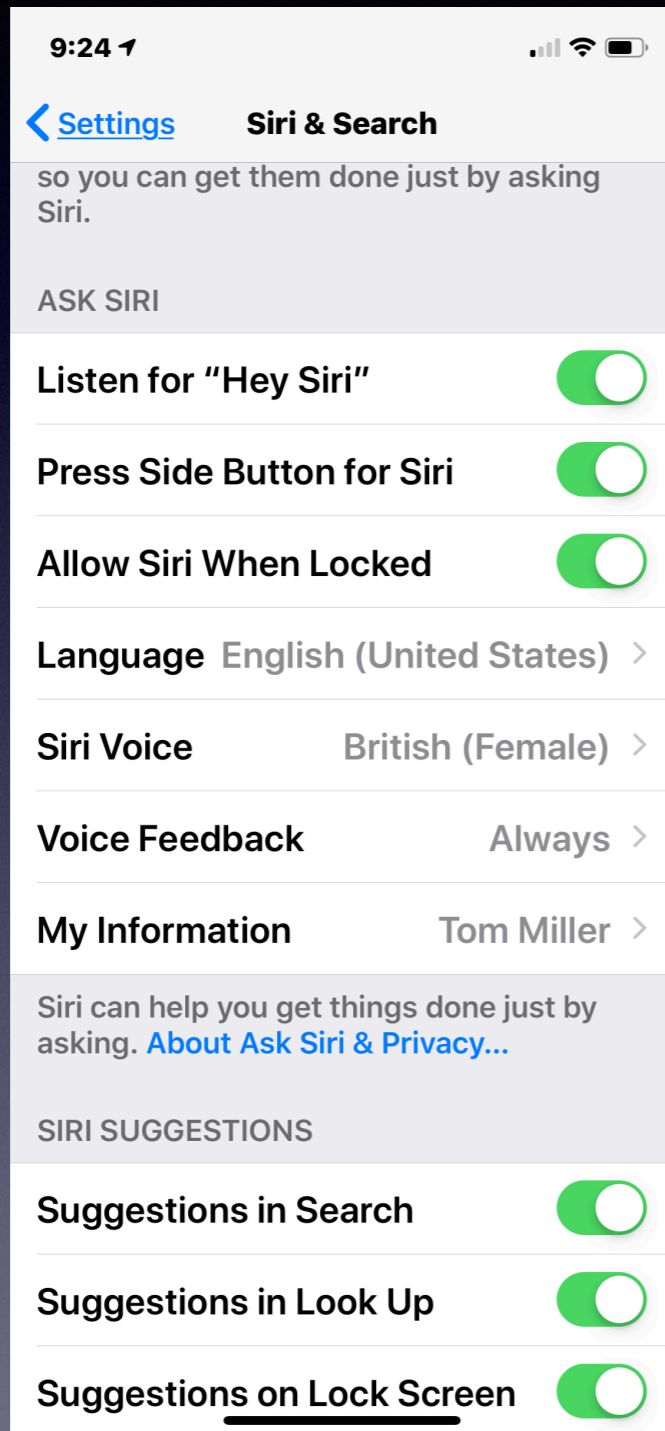 9:24
Settings
Siri & Search
so you can get them done just by asking
Siri.
ASK SIRI
Listen for “Hey Siri”
Press Side Button for Siri
Allow Siri When Locked
Language English (United States)
Siri Voice British (Female)
Voice Feedback Always
My Information Tom Miller
Siri can help you get things done just by
asking. About Ask Siri & Privacy...
SIRI SUGGESTIONS
Suggestions in Search
Suggestions in Look Up
Suggestions on Lock Screen